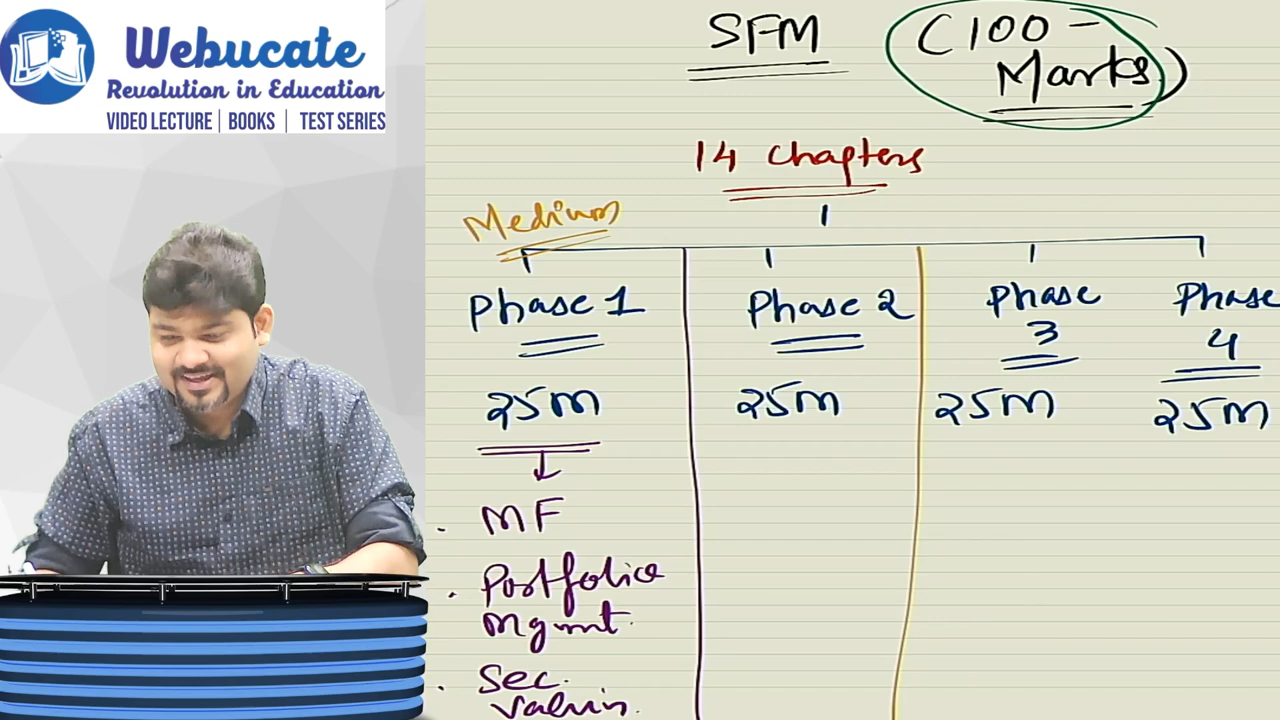 Webucate
Revolution in Education
VIDEO LECTURE | BOOKS | TEST SERIES
SFM (100 - Marks)
14 chapters
Medium
Phase 1
25M
. MF
. Portfolio
Mgmt.
. Sec.
Phase 2
25M
Phase
3
25M
Phase
4
25M